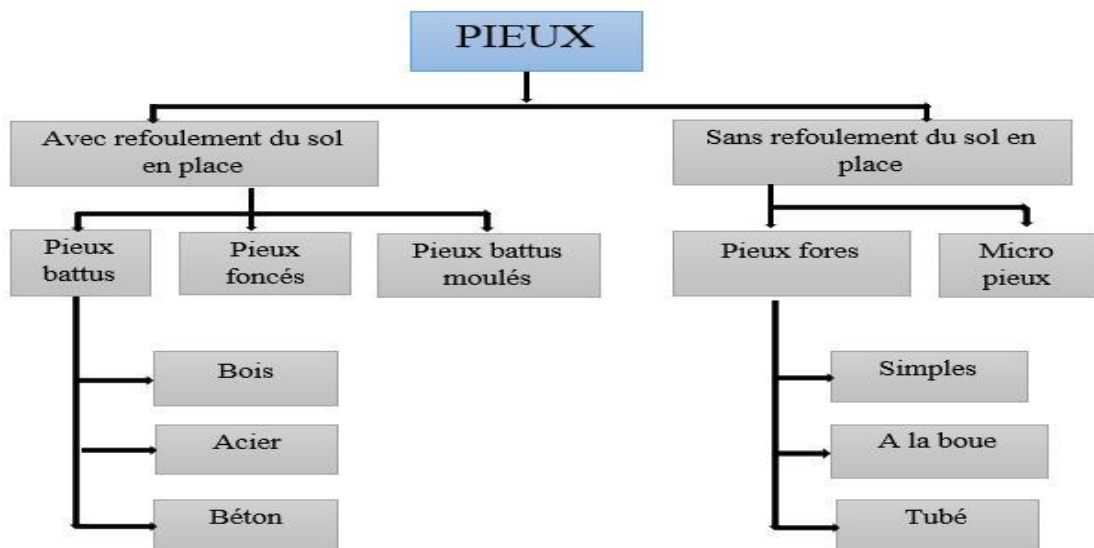 PIEUX
Avec refoulement du sol
en place
Sans refoulement du sol en
place
Pieux
battus
Pieux
foncés
Pieux battus
moulés
Pieux fores
Micro
pieux
Bois
Acier
Béton
Simples
A la boue
Tubé